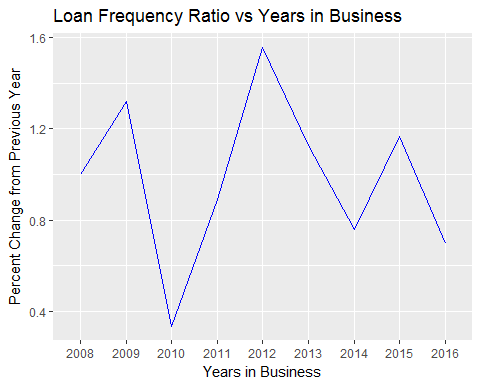 Loan Frequency Ratio vs Years in Business
Percent Change from Previous Year
1.6
1.2
0.8
0.4
2008 2009 2010 2011 2012 2013 2014 2015 2016
Years in Business